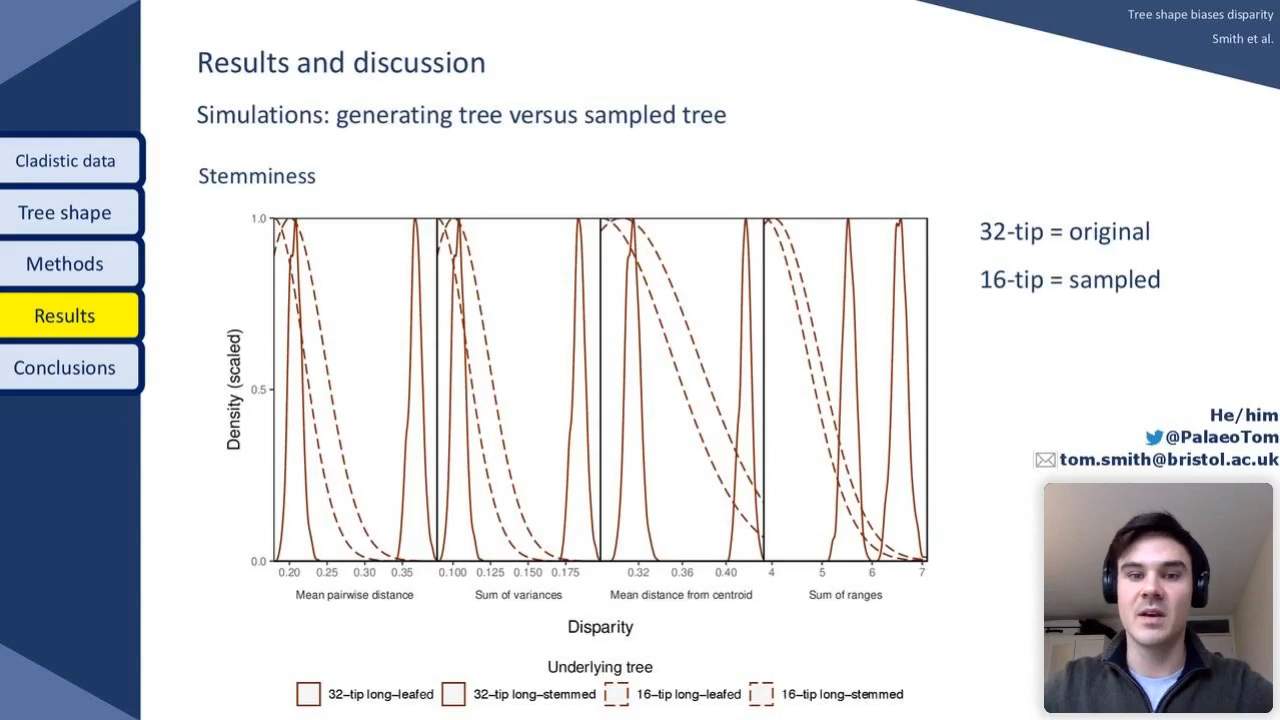 Tree shape biases disparity
Smith et al.
Results and discussion
Simulations: generating tree versus sampled tree
Cladistic data
Tree shape
Methods
Results
Conclusions
Stemminess
32-tip = original
16-tip = sampled
Density (scaled)
1.0
0.5
0.0
0.20 0.25 0.30 0.35 0.100 0.125 0.150 0.175 0.32 0.36 0.40 4 5 6 7
Mean pairwise distance Sum of variances Mean distance from centroid Sum of ranges
Disparity
Underlying tree
32–tip long–leafed 32–tip long–stemmed 16–tip long–leafed 16–tip long–stemmed
He/him
@PalaeoTom
tom.smith@bristol.ac.uk